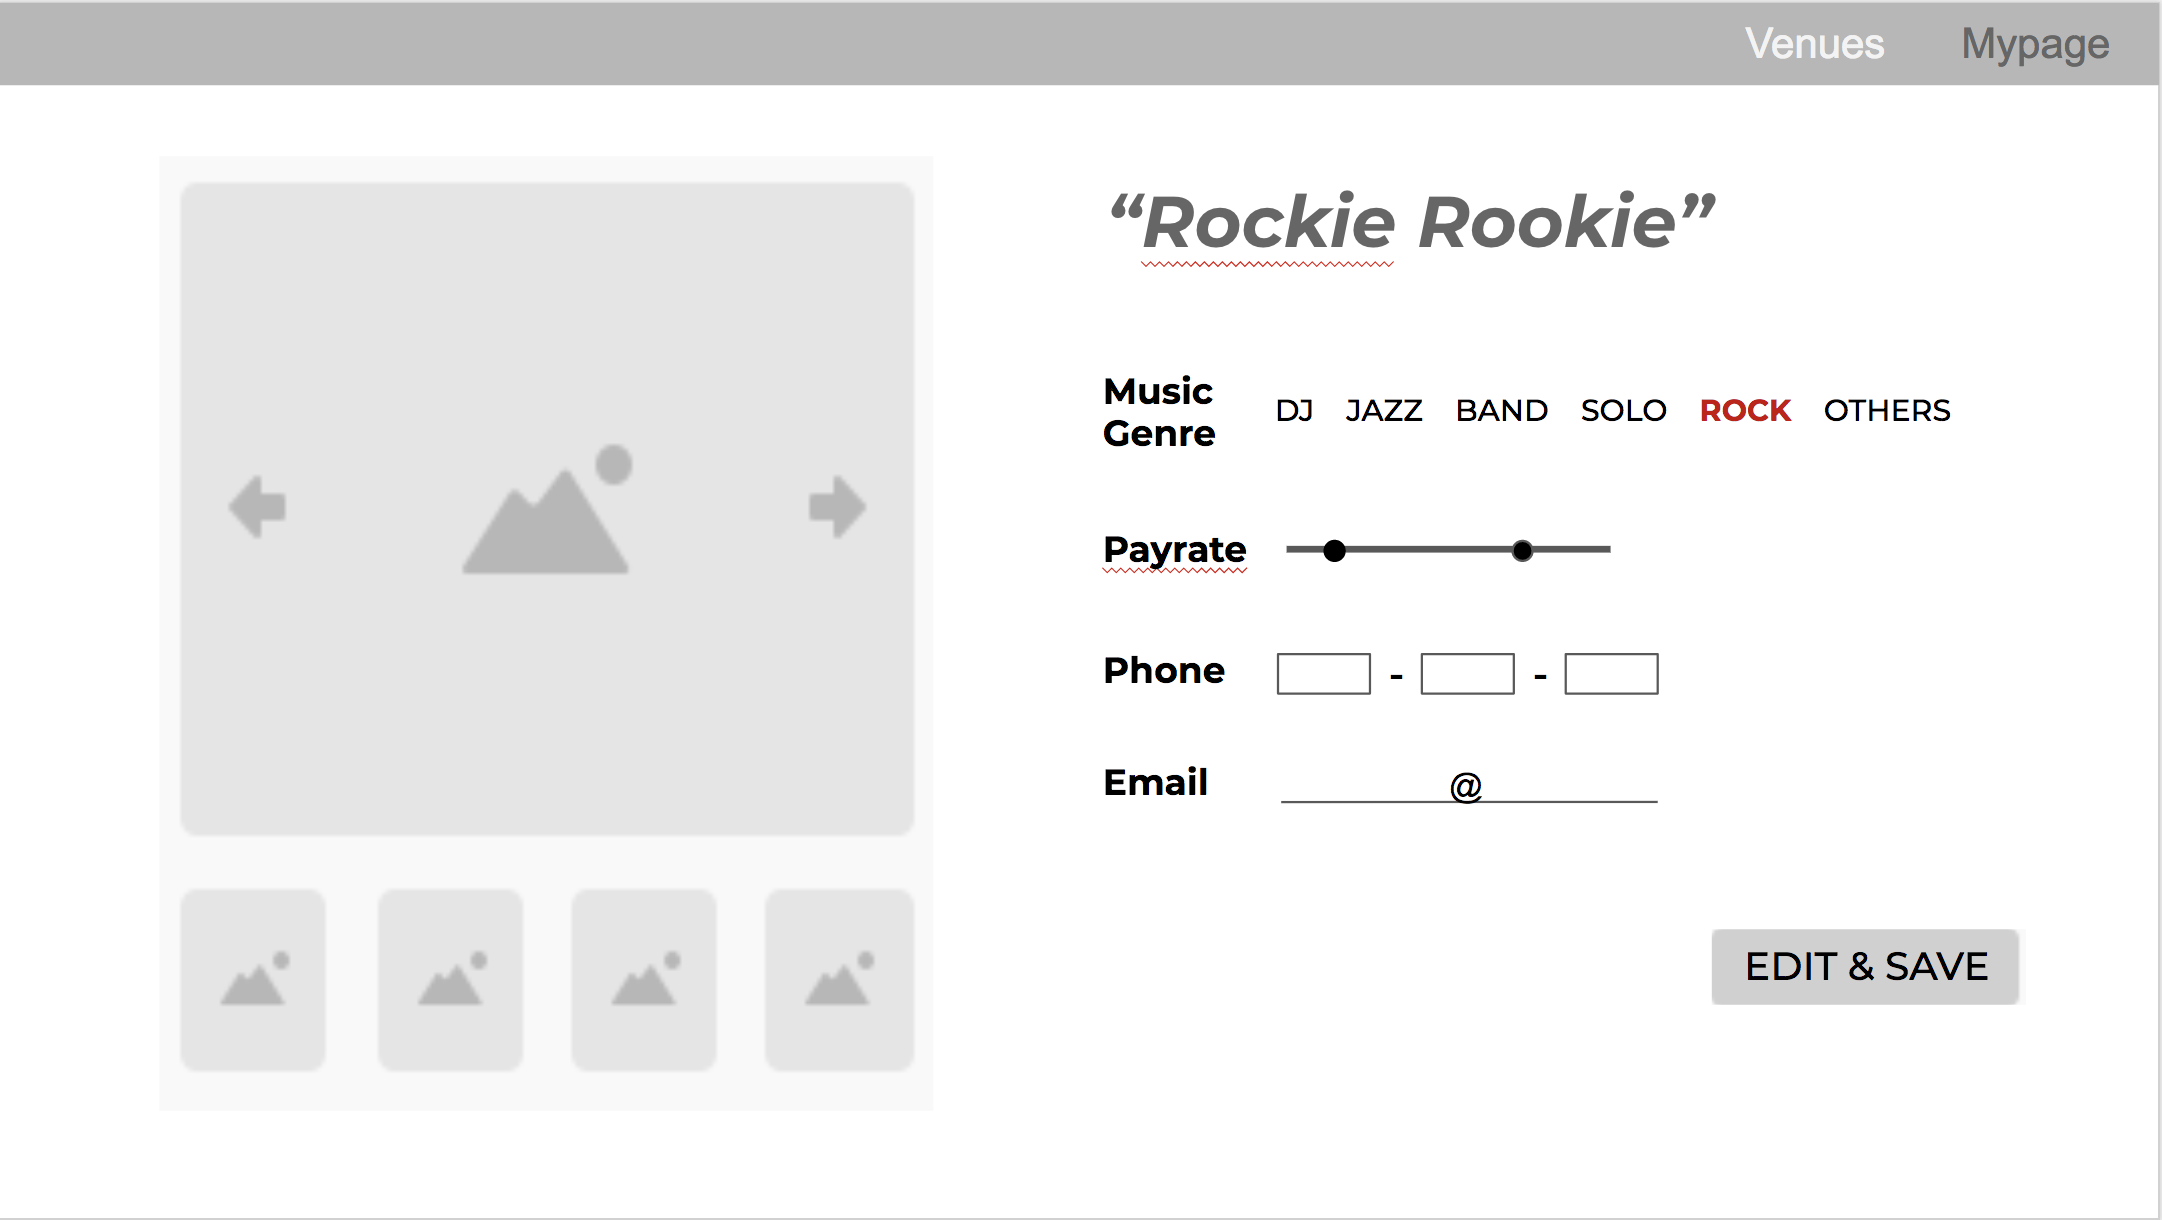 Venues Mypage
“Rockie Rookie”
Music
Genre
DJ JAZZ BAND SOLO ROCK OTHERS
Payrate
Phone - -
Email @
EDIT & SAVE